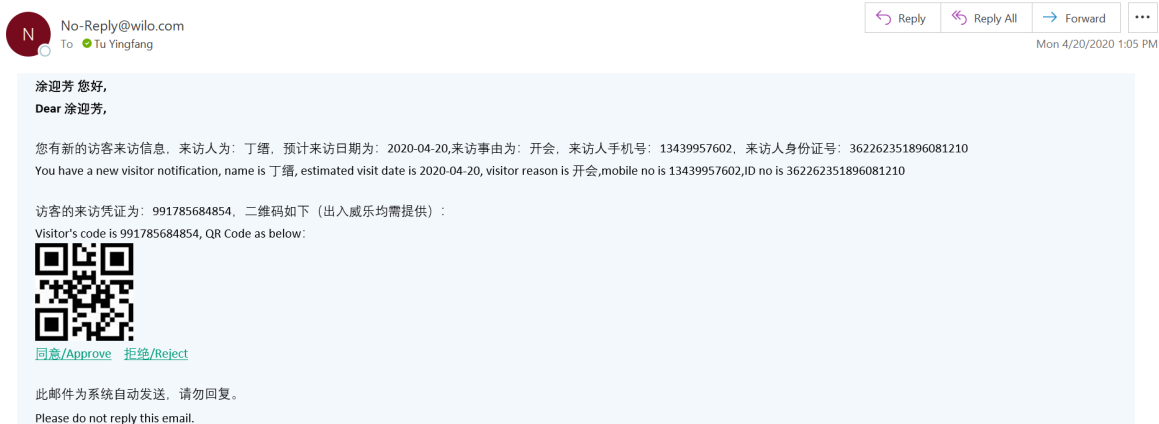 N
No-Reply@wilo.com
To Tu Yingfang
Reply
Reply All
Forward
Mon 4/20/2020 1:05 PM
涂迎芳 您好,
Dear 涂迎芳,
您有新的访客来访信息，来访人为：丁缙，预计来访日期为：2020-04-20,来访事由为：开会，来访人手机号：13439957602，来访人身份证号：362262351896081210
You have a new visitor notification, name is 丁缙, estimated visit date is 2020-04-20, visitor reason is 开会,mobile no is 13439957602,ID no is 362262351896081210
访客的来访凭证为：991785684854，二维码如下（出入威乐均需提供）：
Visitor's code is 991785684854, QR Code as below：
同意/Approve 拒绝/Reject
此邮件为系统自动发送，请勿回复。
Please do not reply this email.